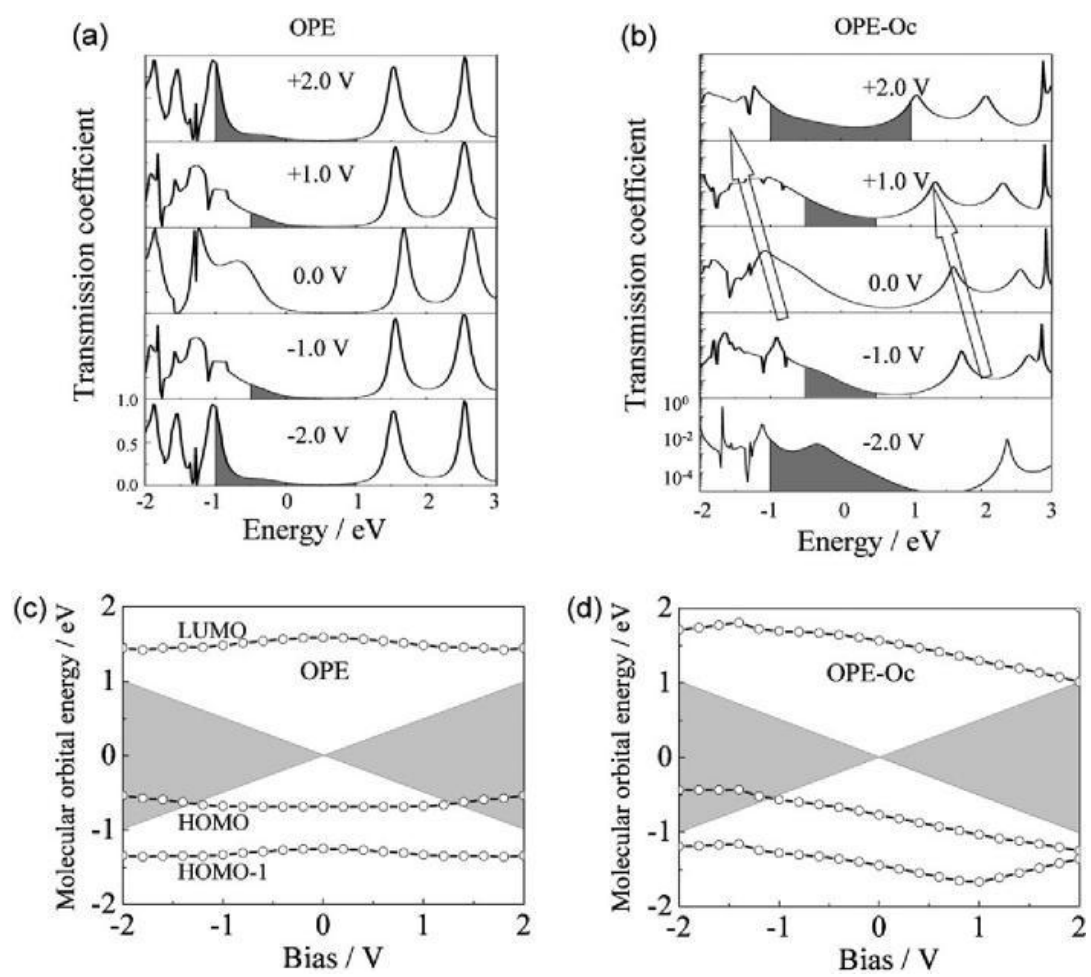 (a)
OPE
(b)
OPE-Oc
Transmission coefficient
+2.0 V
+1.0 V
0.0 V
-1.0 V
-2.0 V
1.0
0.5
0.0
-2 -1 0 1 2 3
Energy / eV
Transmission coefficient
+2.0 V
+1.0 V
0.0 V
-1.0 V
-2.0 V
10^0
10^-2
10^-4
-2 -1 0 1 2 3
Energy / eV
(c)
Molecular orbital energy / eV
2
1
0
-1
-2
LUMO
OPE
HOMO
HOMO-1
-2 -1 0 1 2
Bias / V
(d)
Molecular orbital energy / eV
2
1
0
-1
-2
OPE-Oc
-2 -1 0 1 2
Bias / V